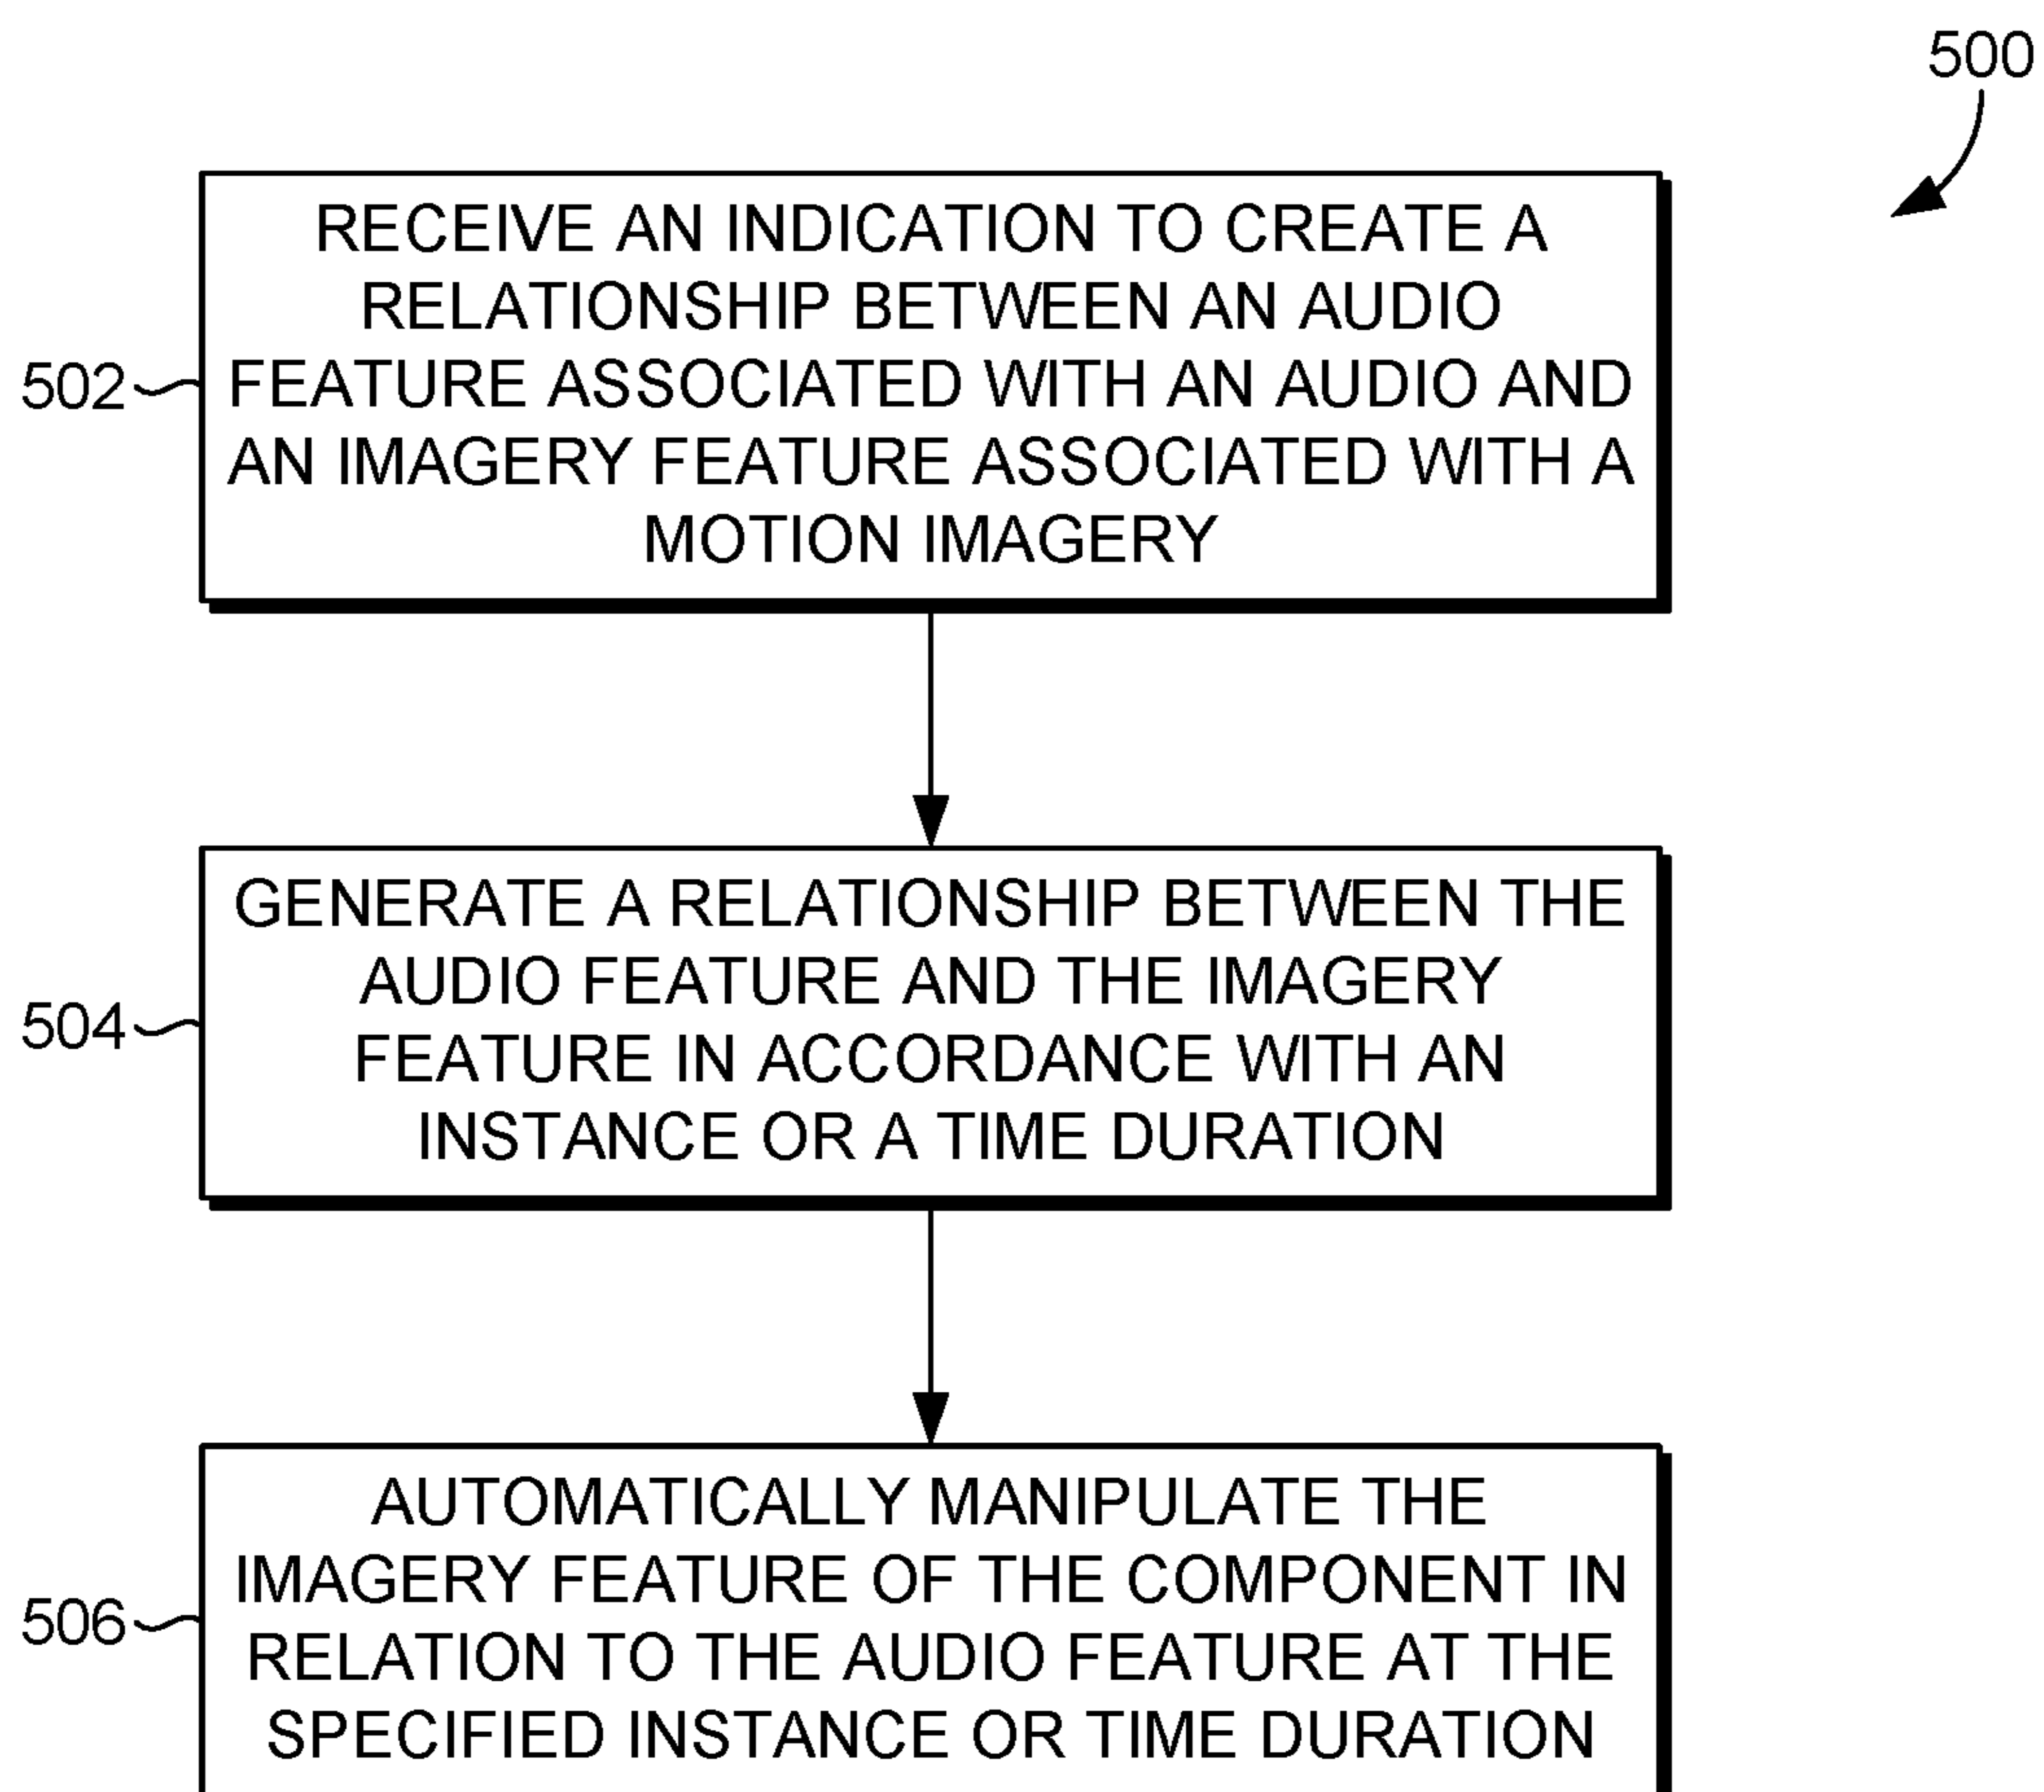 500
RECEIVE AN INDICATION TO CREATE A
RELATIONSHIP BETWEEN AN AUDIO
FEATURE ASSOCIATED WITH AN AUDIO AND
AN IMAGERY FEATURE ASSOCIATED WITH A
MOTION IMAGERY
502
GENERATE A RELATIONSHIP BETWEEN THE
AUDIO FEATURE AND THE IMAGERY
FEATURE IN ACCORDANCE WITH AN
INSTANCE OR A TIME DURATION
504
AUTOMATICALLY MANIPULATE THE
IMAGERY FEATURE OF THE COMPONENT IN
RELATION TO THE AUDIO FEATURE AT THE
SPECIFIED INSTANCE OR TIME DURATION
506